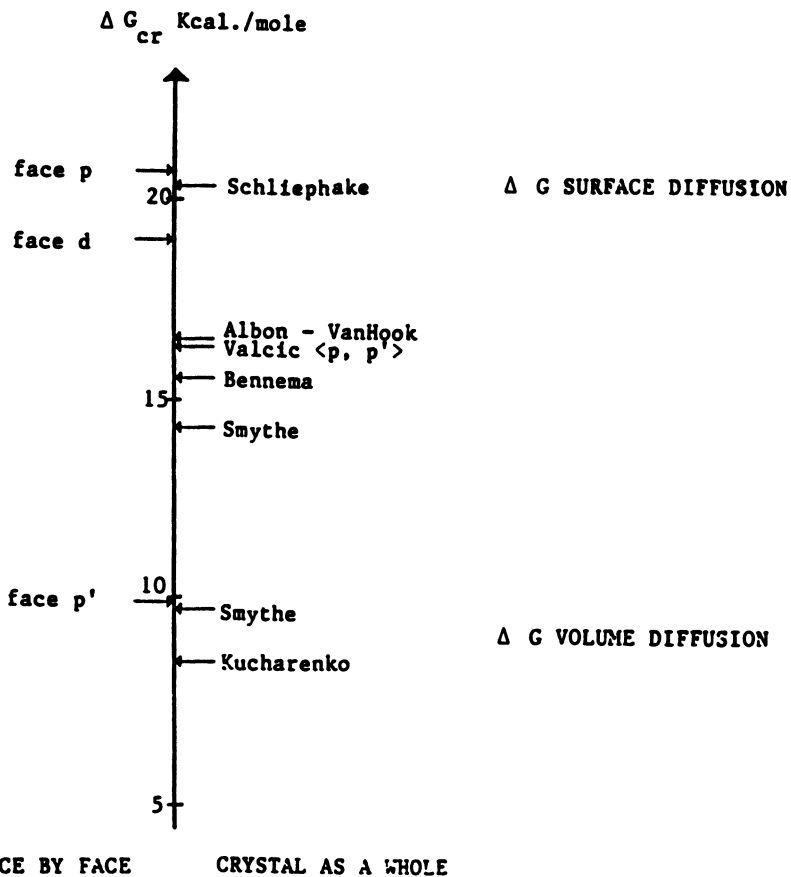 Δ G cr Kcal./mole
face p
Schliephake
Δ G SURFACE DIFFUSION
20
face d
Albon - VanHook
Valcic <p, p'>
Bennema
15
Smythe
10
face p'
Smythe
Δ G VOLUME DIFFUSION
Kucharenko
5
CE BY FACE CRYSTAL AS A WHOLE